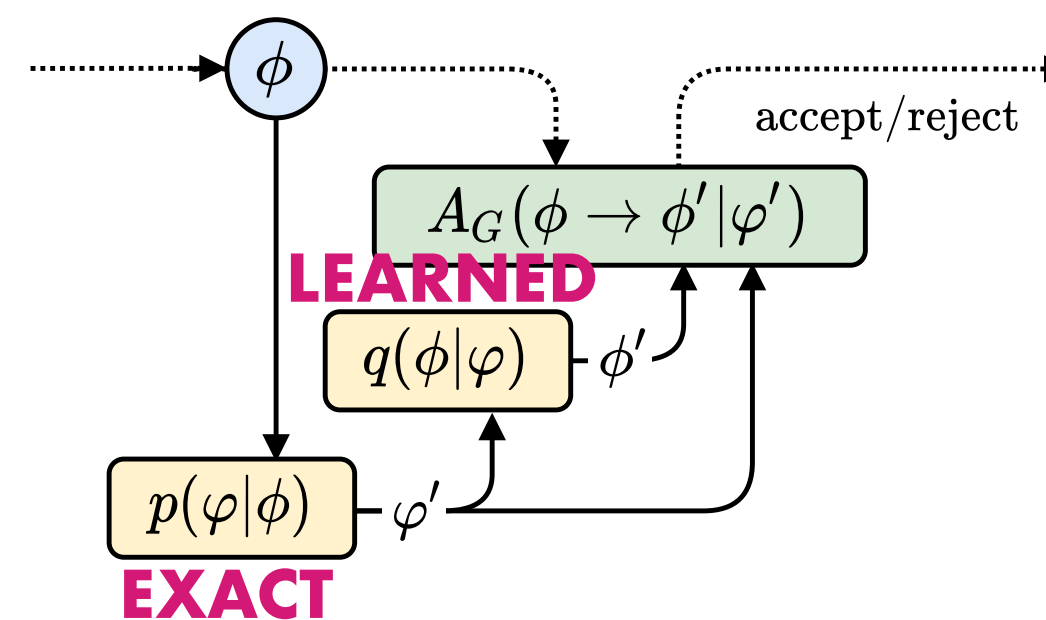 ϕ
accept/reject
A_G(ϕ → ϕ′|φ′)
LEARNED
q(ϕ|φ)
ϕ′
p(φ|ϕ)
φ′
EXACT